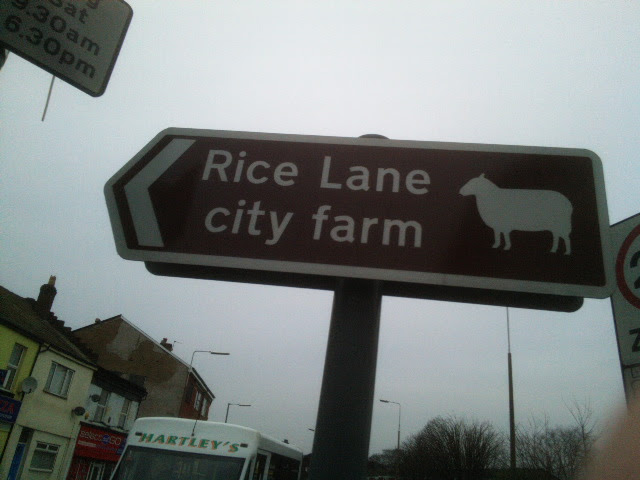 Sat
9.30am
6.30pm
Rice Lane
city farm
HARTLEY'S